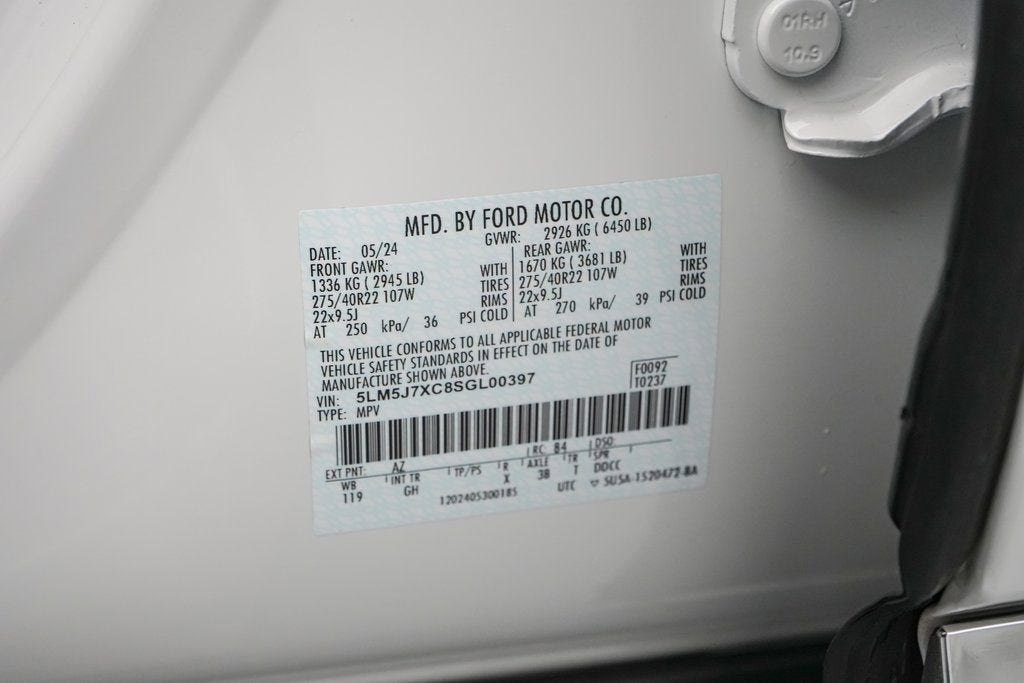 01RH
10.9
MFD. BY FORD MOTOR CO.
DATE: 05/24 GVWR: 2926 KG ( 6450 LB)
FRONT GAWR: REAR GAWR:
1336 KG ( 2945 LB) WITH 1670 KG ( 3681 LB) WITH
275/40R22 107W TIRES 275/40R22 107W TIRES
22x9.5J RIMS 22x9.5J RIMS
AT 250 kPa/ 36 PSI COLD AT 270 kPa/ 39 PSI COLD
THIS VEHICLE CONFORMS TO ALL APPLICABLE FEDERAL MOTOR
VEHICLE SAFETY STANDARDS IN EFFECT ON THE DATE OF
MANUFACTURE SHOWN ABOVE.
VIN: 5LM5J7XC8SGL00397 F0092
TYPE: MPV T0237
EXT PNT: AZ RC: 84 DSO:
WB INT TR TP/PS R AXLE TR SPR
119 GH X 38 T DDCC
1202405300185 UTC ▽ SUSA-1520472-BA